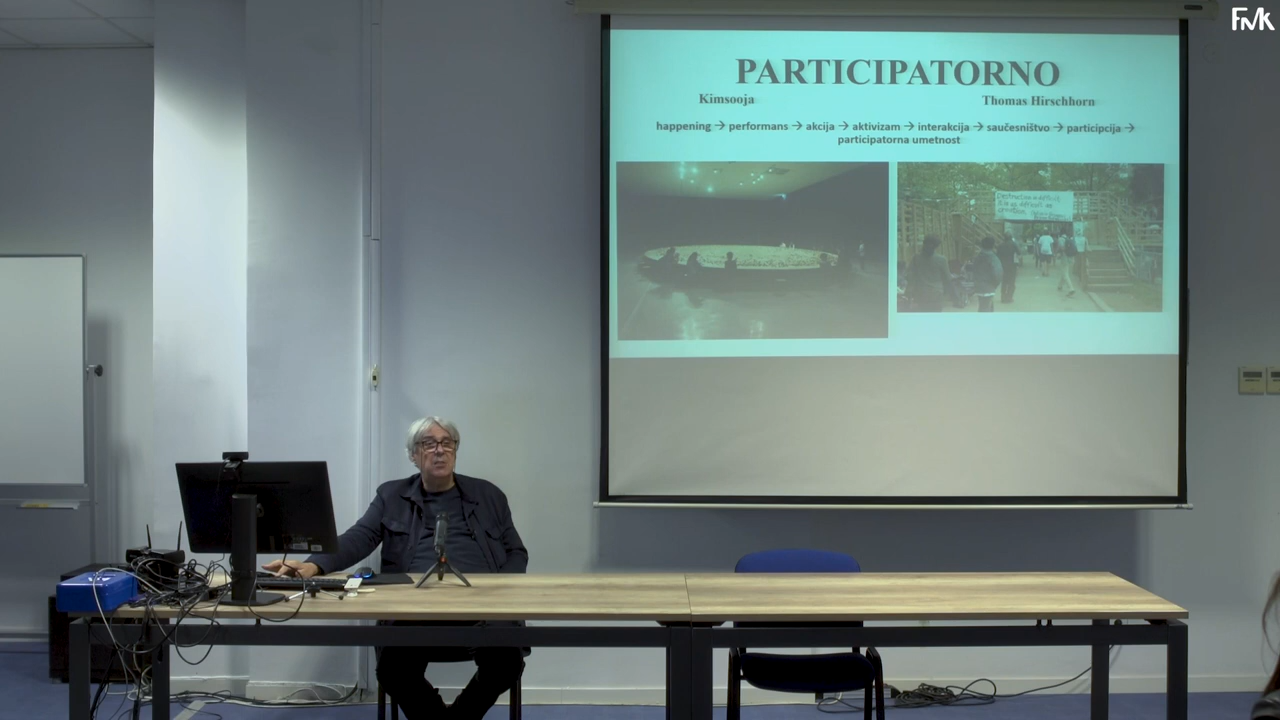 FMK
PARTICIPATORNO
Kimsooja
Thomas Hirschhorn
happening → performans → akcija → aktivizam → interakcija → saučesništvo → participcija →
participatorna umetnost